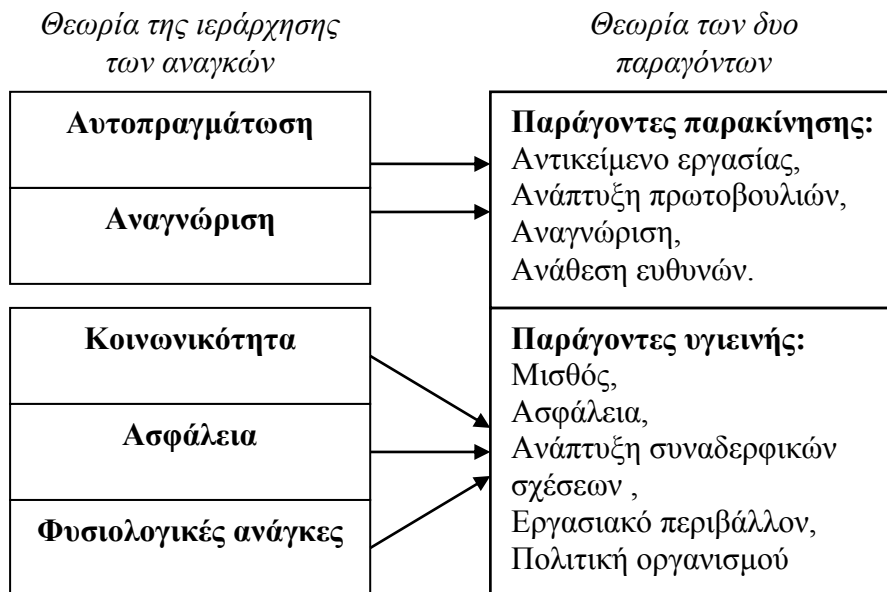 Θεωρία της ιεράρχησης
των αναγκών
Αυτοπραγμάτωση
Αναγνώριση
Κοινωνικότητα
Ασφάλεια
Φυσιολογικές ανάγκες
Θεωρία των δυο
παραγόντων
Παράγοντες παρακίνησης:
Αντικείμενο εργασίας,
Ανάπτυξη πρωτοβουλιών,
Αναγνώριση,
Ανάθεση ευθυνών.
Παράγοντες υγιεινής:
Μισθός,
Ασφάλεια,
Ανάπτυξη συναδερφικών
σχέσεων ,
Εργασιακό περιβάλλον,
Πολιτική οργανισμού